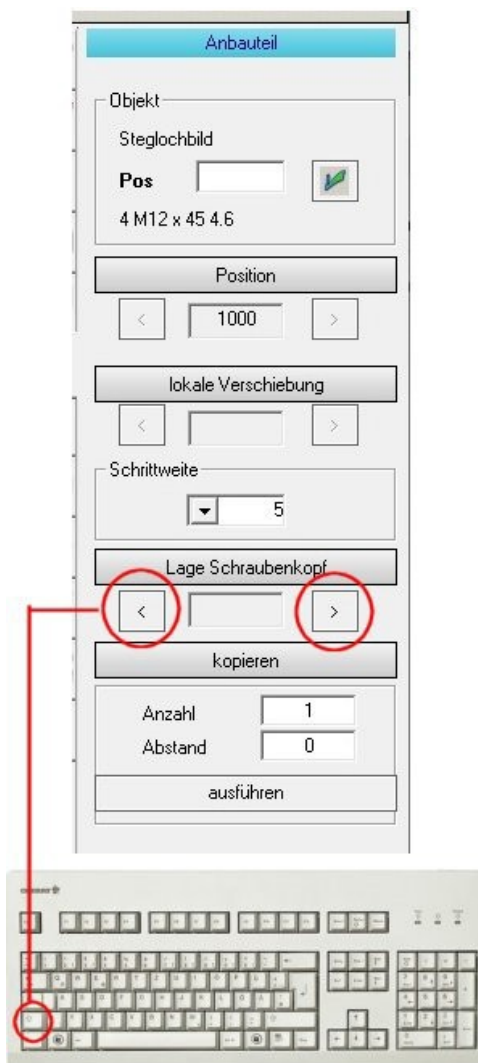 Anbauteil
Objekt
Steglochbild
Pos
4 M12 x 45 4.6
Position
< 1000 >
lokale Verschiebung
< >
Schrittweite
5
Lage Schraubenkopf
< >
kopieren
Anzahl 1
Abstand 0
ausführen